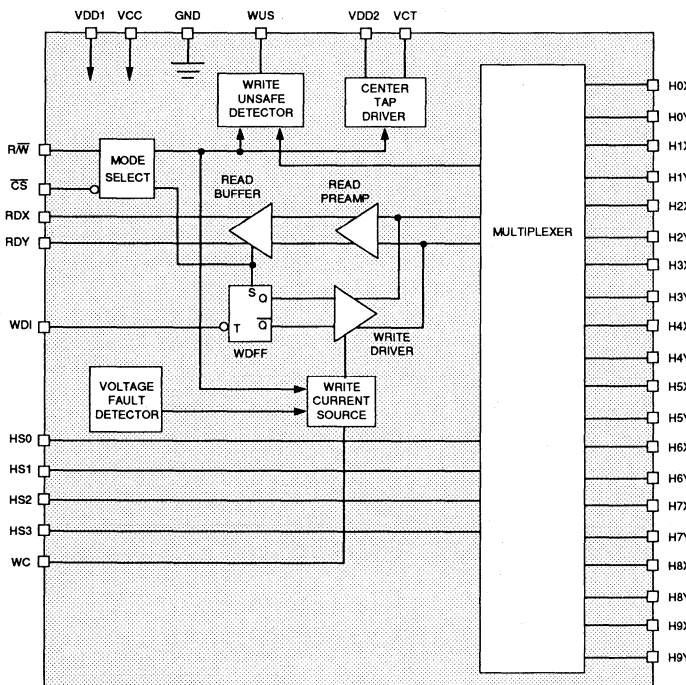 VDD1 VCC GND WUS VDD2 VCT
WRITE
UNSAFE
DETECTOR
CENTER
TAP
DRIVER
R/W̅
C̅S̅
RDX
RDY
WDI
HS0
HS1
HS2
HS3
WC
MODE
SELECT
READ
BUFFER
READ
PREAMP
S
Q
T
Q̅
WDFF
WRITE
DRIVER
VOLTAGE
FAULT
DETECTOR
WRITE
CURRENT
SOURCE
MULTIPLEXER
H0X
H0Y
H1X
H1Y
H2X
H2Y
H3X
H3Y
H4X
H4Y
H5X
H5Y
H6X
H6Y
H7X
H7Y
H8X
H8Y
H9X
H9Y